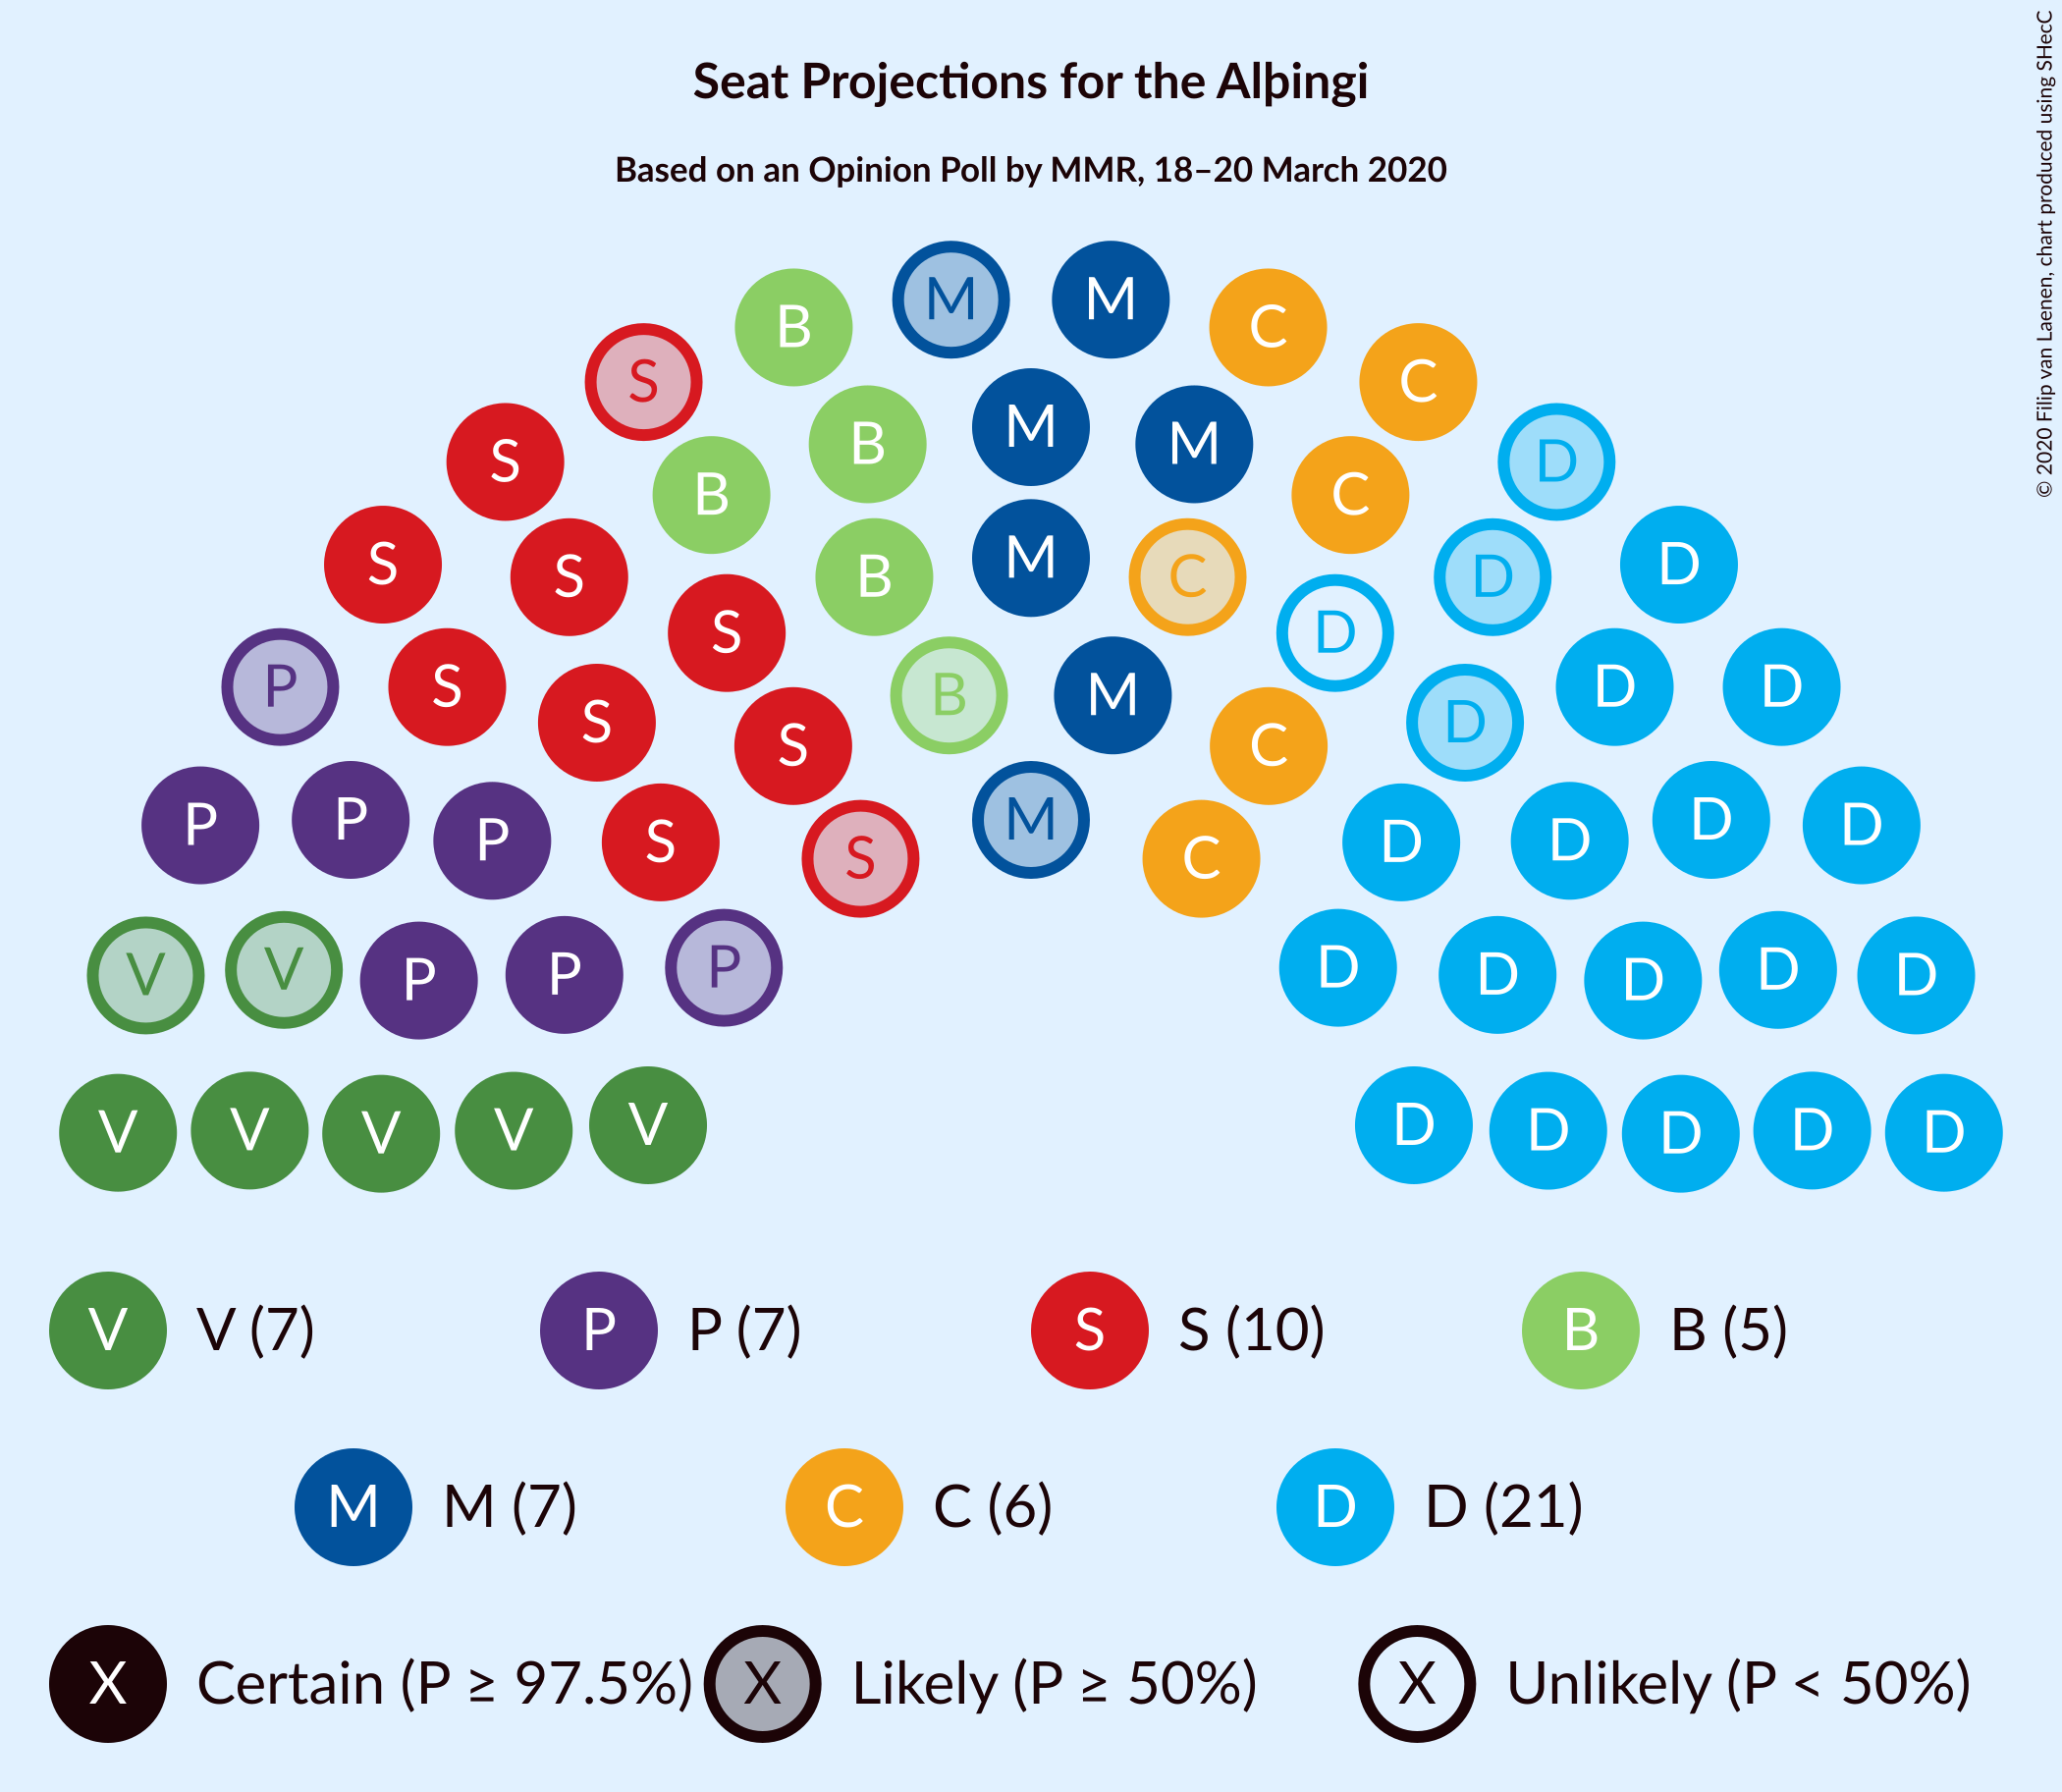 Seat Projections for the Alþingi
Based on an Opinion Poll by MMR, 18–20 March 2020
© 2020 Filip van Laenen, chart produced using SHecC
M M
B C
S C
M
B M
S D
B C
S D
M
S B C D
S D
B M
P S D D D
S D
S C
P P P S S M C D D D D
V V P P P D D D D D
V V V V V D D D D D
V V (7) P P (7) S S (10) B B (5)
M M (7) C C (6) D D (21)
X Certain (P ≥ 97.5%) X Likely (P ≥ 50%) X Unlikely (P < 50%)